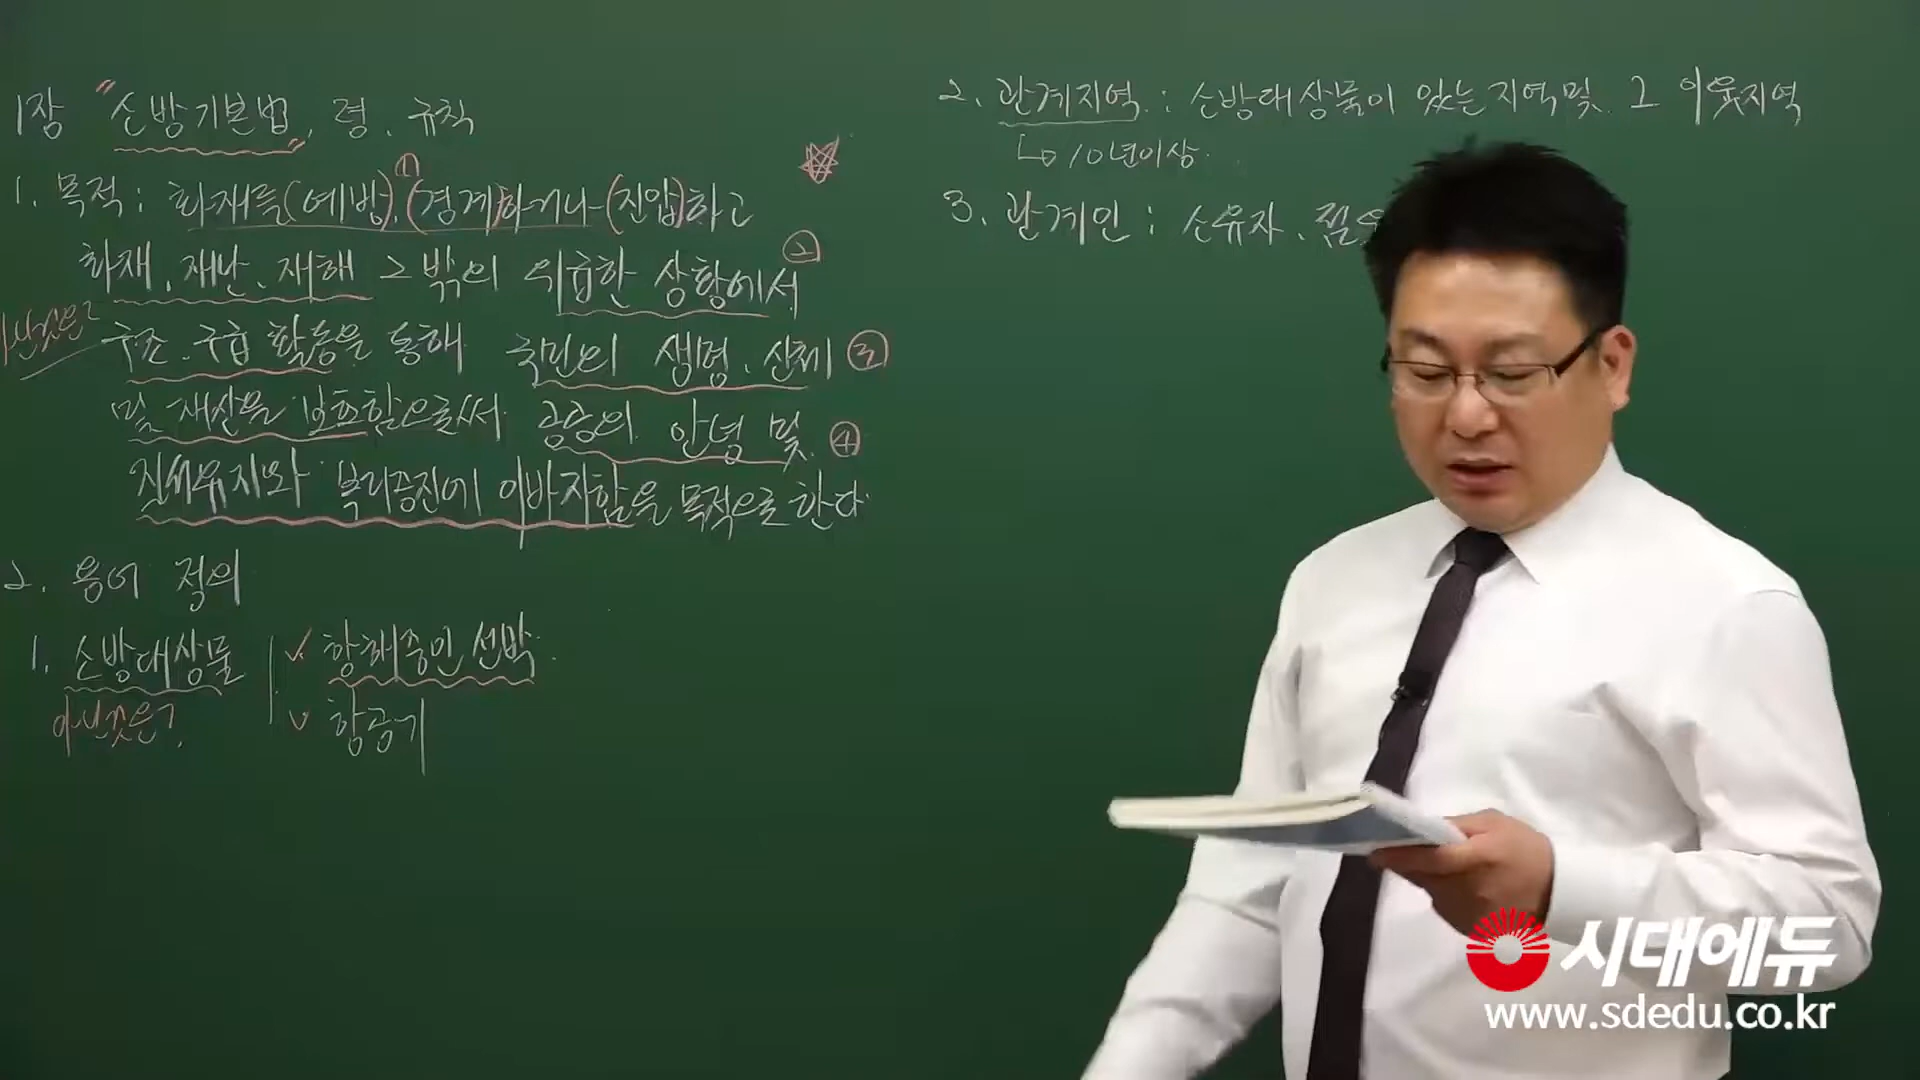 1장 "소방기본법", 령, 규칙
1. 목적 : 화재를 (예방), ① (경계)하거나 (진압)하고
화재, 재난, 재해 그 밖의 위급한 상황에서 ②
구조, 구급 활동을 통해 국민의 생명, 신체 ③
및 재산을 보호함으로써 공공의 안녕 및 ④
질서유지와 복리증진에 이바지함을 목적으로 한다
2. 용어 정의
1. 소방대상물 ✓ 항해중인 선박.
아닌것은? ✓ 항공기
2. 관계지역 : 소방대상물이 있는 지역 및 그 이웃지역
10년이상.
3. 관계인 : 소유자, 점유
시대에듀
www.sdedu.co.kr